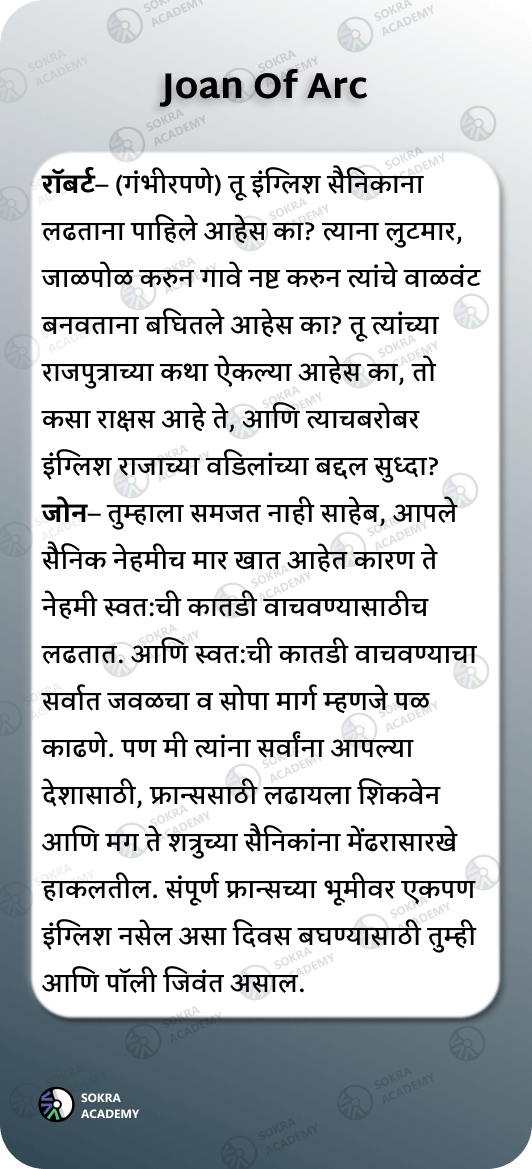 Joan Of Arc
रॉबर्ट– (गंभीरपणे) तू इंग्लिश सैनिकाना
लढताना पाहिले आहेस का? त्याना लुटमार,
जाळपोळ करुन गावे नष्ट करुन त्यांचे वाळवंट
बनवताना बघितले आहेस का? तू त्यांच्या
राजपुत्राच्या कथा ऐकल्या आहेस का, तो
कसा राक्षस आहे ते, आणि त्याचबरोबर
इंग्लिश राजाच्या वडिलांच्या बद्दल सुध्दा?
जोन– तुम्हाला समजत नाही साहेब, आपले
सैनिक नेहमीच मार खात आहेत कारण ते
नेहमी स्वत:ची कातडी वाचवण्यासाठीच
लढतात. आणि स्वत:ची कातडी वाचवण्याचा
सर्वात जवळचा व सोपा मार्ग म्हणजे पळ
काढणे. पण मी त्यांना सर्वांना आपल्या
देशासाठी, फ्रान्ससाठी लढायला शिकवेन
आणि मग ते शत्रुच्या सैनिकांना मेंढरासारखे
हाकलतील. संपूर्ण फ्रान्सच्या भूमीवर एकपण
इंग्लिश नसेल असा दिवस बघण्यासाठी तुम्ही
आणि पॉली जिवंत असाल.
SOKRA
ACADEMY